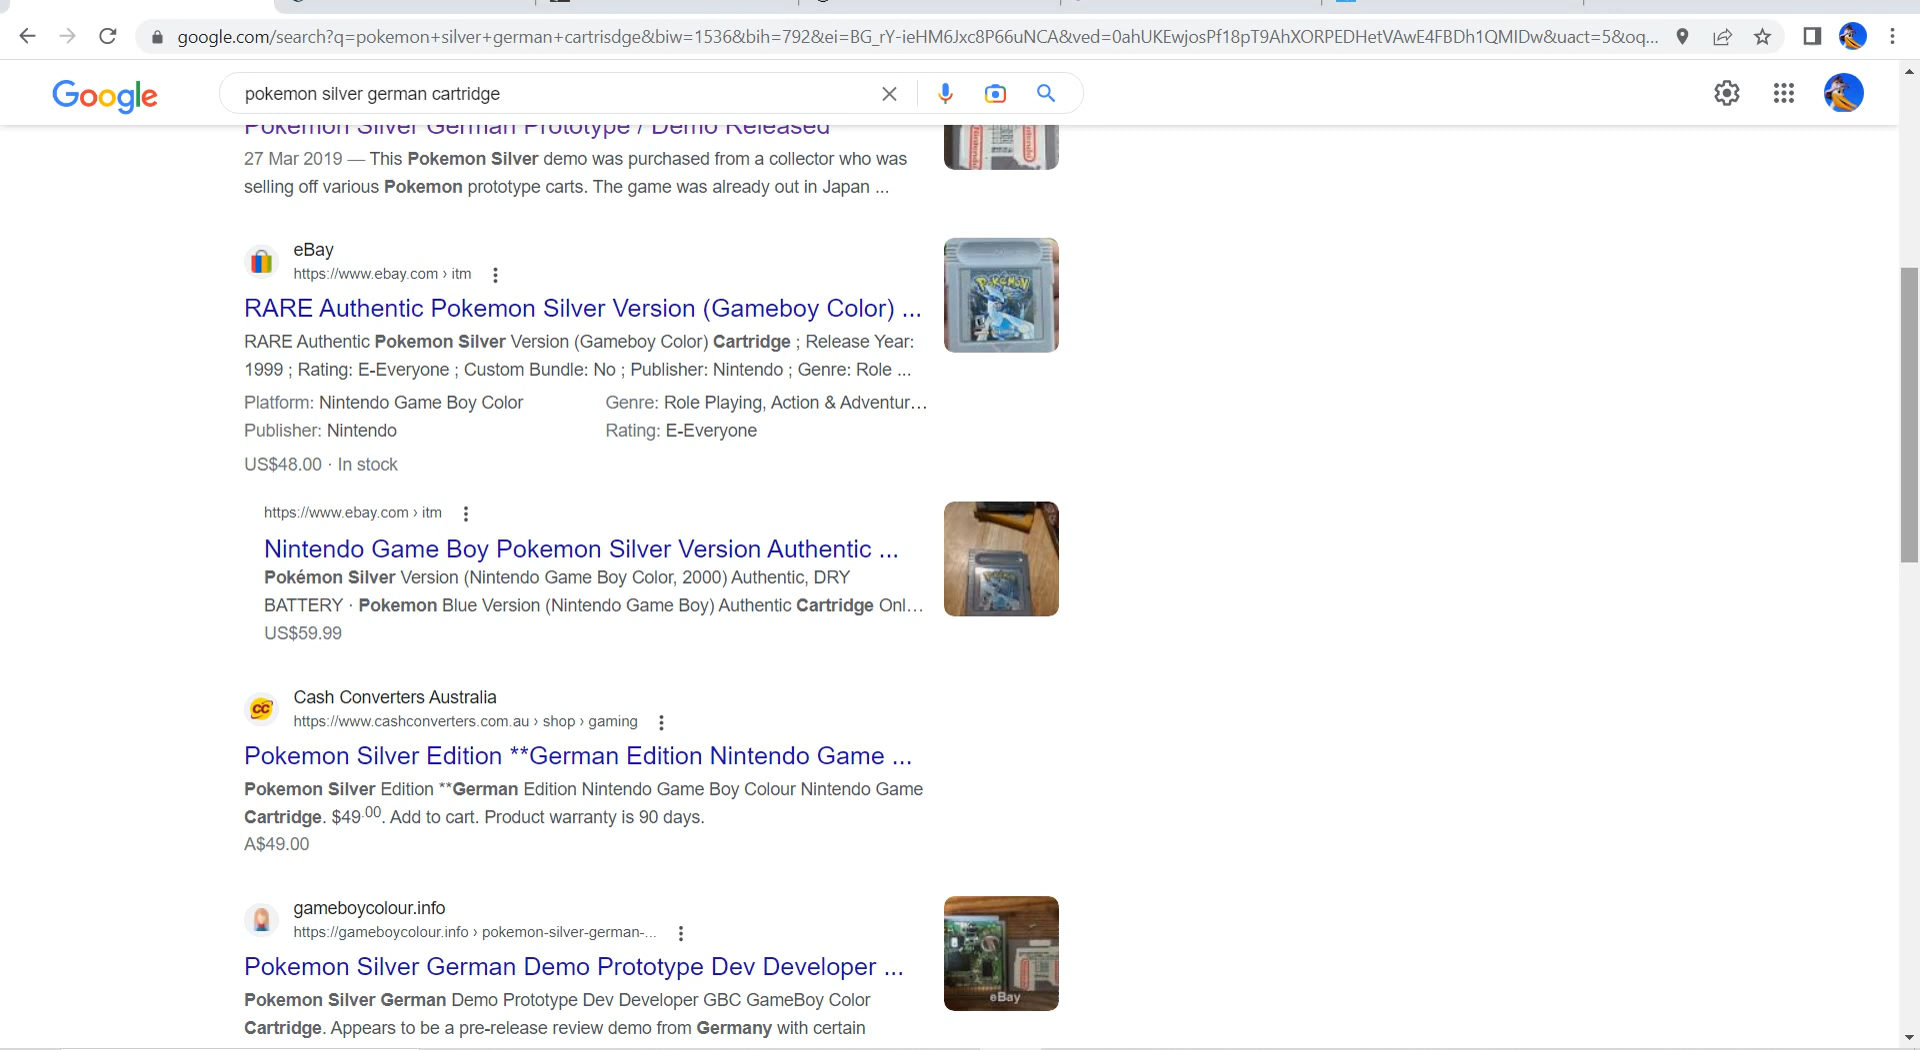 google.com/search?q=pokemon+silver+german+cartrisdge&biw=1536&bih=792&ei=BG_rY-ieHM6Jxc8P66uNCA&ved=0ahUKEwjosPf18pT9AhXORPEDHetVAwE4FBDh1QMIDw&uact=5&oq...
Google
pokemon silver german cartridge
Pokemon Silver German Prototype / Demo Released
27 Mar 2019 — This Pokemon Silver demo was purchased from a collector who was
selling off various Pokemon prototype carts. The game was already out in Japan ...
eBay
https://www.ebay.com › itm
RARE Authentic Pokemon Silver Version (Gameboy Color) ...
RARE Authentic Pokemon Silver Version (Gameboy Color) Cartridge ; Release Year:
1999 ; Rating: E-Everyone ; Custom Bundle: No ; Publisher: Nintendo ; Genre: Role ...
Platform: Nintendo Game Boy Color
Genre: Role Playing, Action & Adventur...
Publisher: Nintendo
Rating: E-Everyone
US$48.00 · In stock
POKéMON
https://www.ebay.com › itm
Nintendo Game Boy Pokemon Silver Version Authentic ...
Pokémon Silver Version (Nintendo Game Boy Color, 2000) Authentic, DRY
BATTERY · Pokemon Blue Version (Nintendo Game Boy) Authentic Cartridge Onl...
US$59.99
Cash Converters Australia
CC
https://www.cashconverters.com.au › shop › gaming
Pokemon Silver Edition **German Edition Nintendo Game ...
Pokemon Silver Edition **German Edition Nintendo Game Boy Colour Nintendo Game
Cartridge. $49.00. Add to cart. Product warranty is 90 days.
A$49.00
gameboycolour.info
https://gameboycolour.info › pokemon-silver-german-...
Pokemon Silver German Demo Prototype Dev Developer ...
Pokemon Silver German Demo Prototype Dev Developer GBC GameBoy Color
Cartridge. Appears to be a pre-release review demo from Germany with certain
eBay